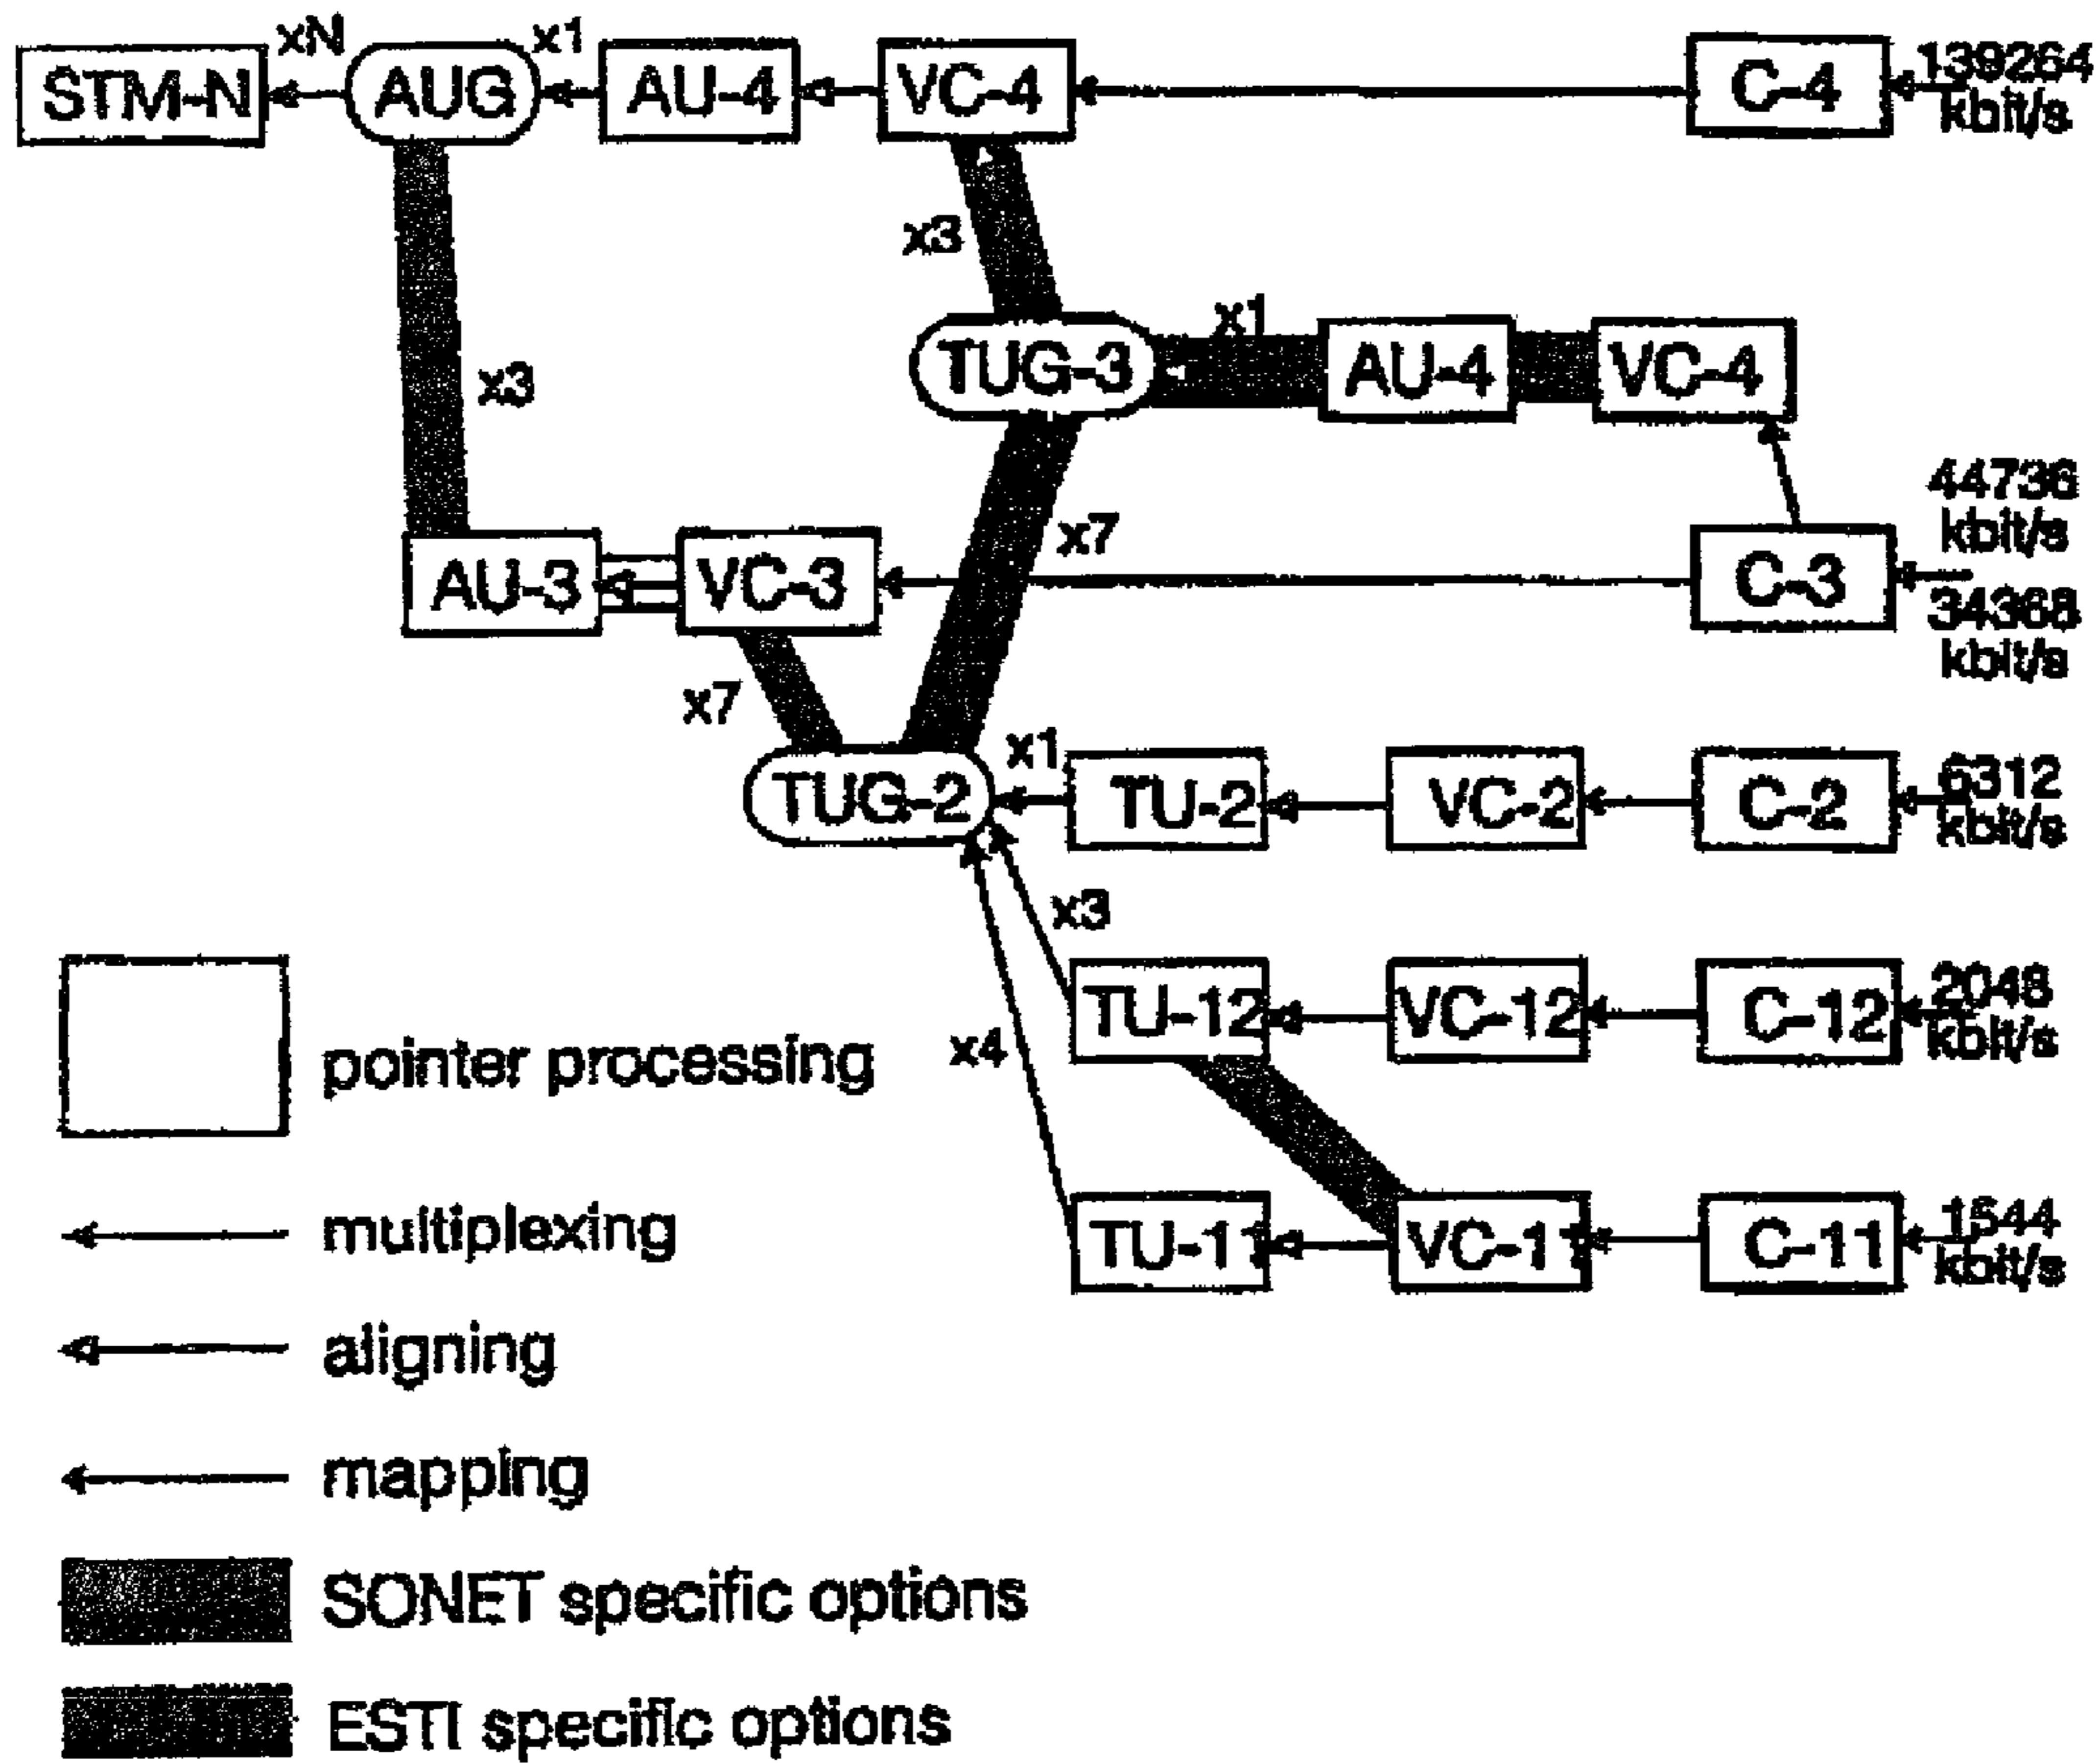 xN x1
STM-N AUG AU-4 VC-4 C-4 139264
kbit/s
x3
x1
TUG-3 AU-4 VC-4
x3
44736
kbit/s
x7
AU-3 VC-3 C-3
34368
kbit/s
x7
x1
TUG-2 TU-2 VC-2 C-2 6312
kbit/s
x3
TU-12 VC-12 C-12 2048
kbit/s
x4
pointer processing
TU-11 VC-11 C-11 1544
kbit/s
multiplexing
aligning
mapping
SONET specific options
ESTI specific options